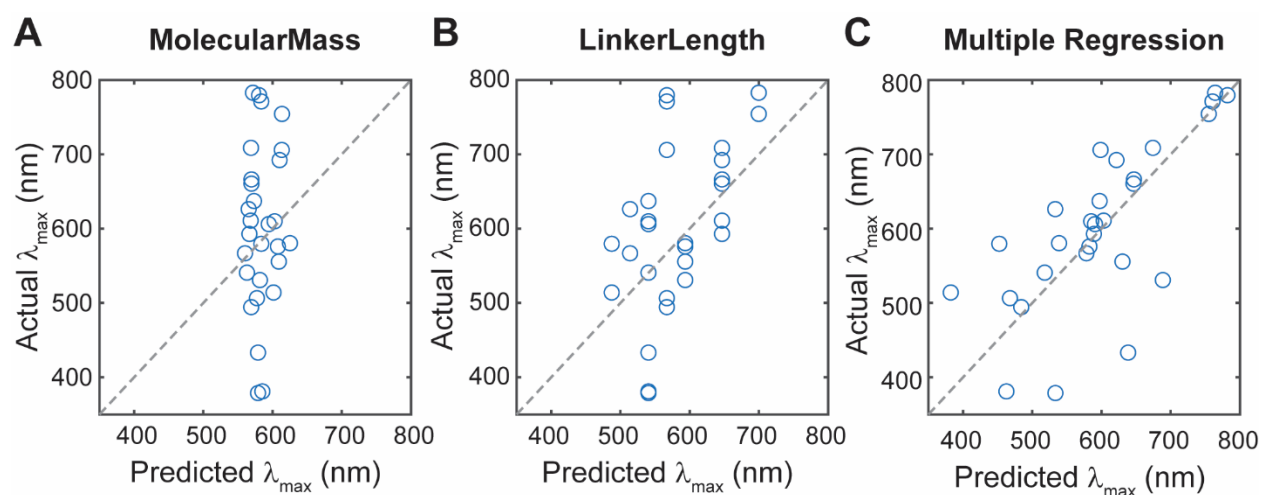 A MolecularMass
800
700
600
500
400
Actual λmax (nm)
400 500 600 700 800
Predicted λmax (nm)
B LinkerLength
800
700
600
500
400
Actual λmax (nm)
400 500 600 700 800
Predicted λmax (nm)
C Multiple Regression
800
700
600
500
400
Actual λmax (nm)
400 500 600 700 800
Predicted λmax (nm)